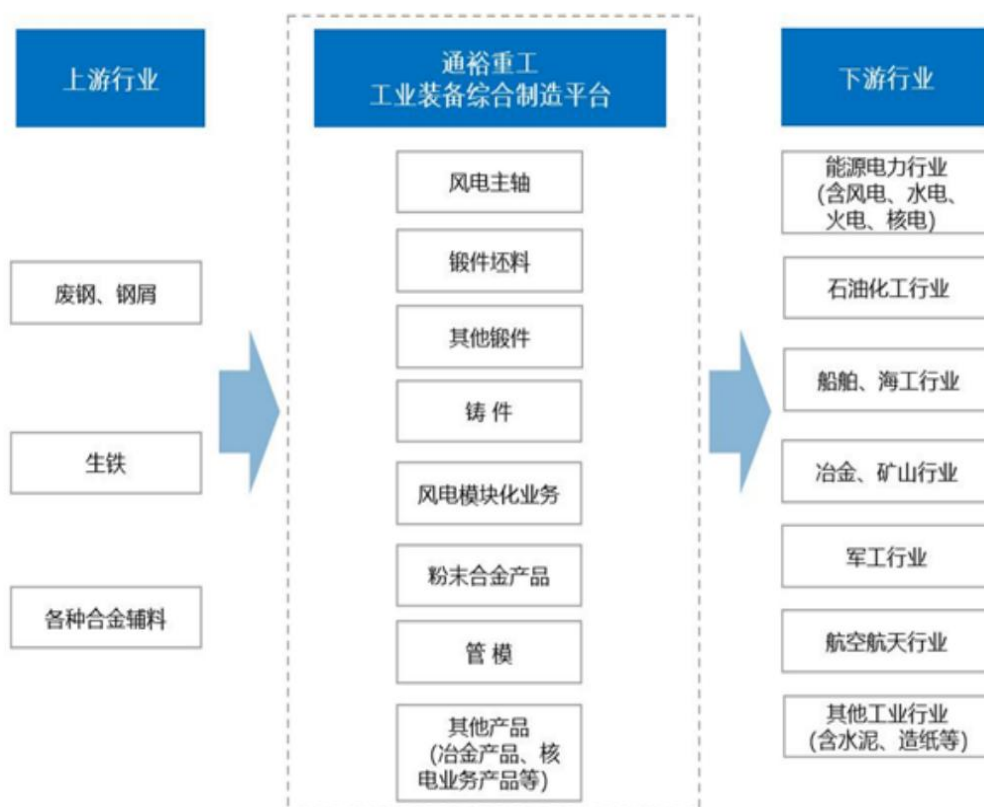 上游行业
废钢、钢屑
生铁
各种合金辅料
通裕重工
工业装备综合制造平台
风电主轴
锻件坯料
其他锻件
铸 件
风电模块化业务
粉末合金产品
管 模
其他产品
(冶金产品、核
电业务产品等)
下游行业
能源电力行业
(含风电、水电、
火电、核电)
石油化工行业
船舶、海工行业
冶金、矿山行业
军工行业
航空航天行业
其他工业行业
(含水泥、造纸等)